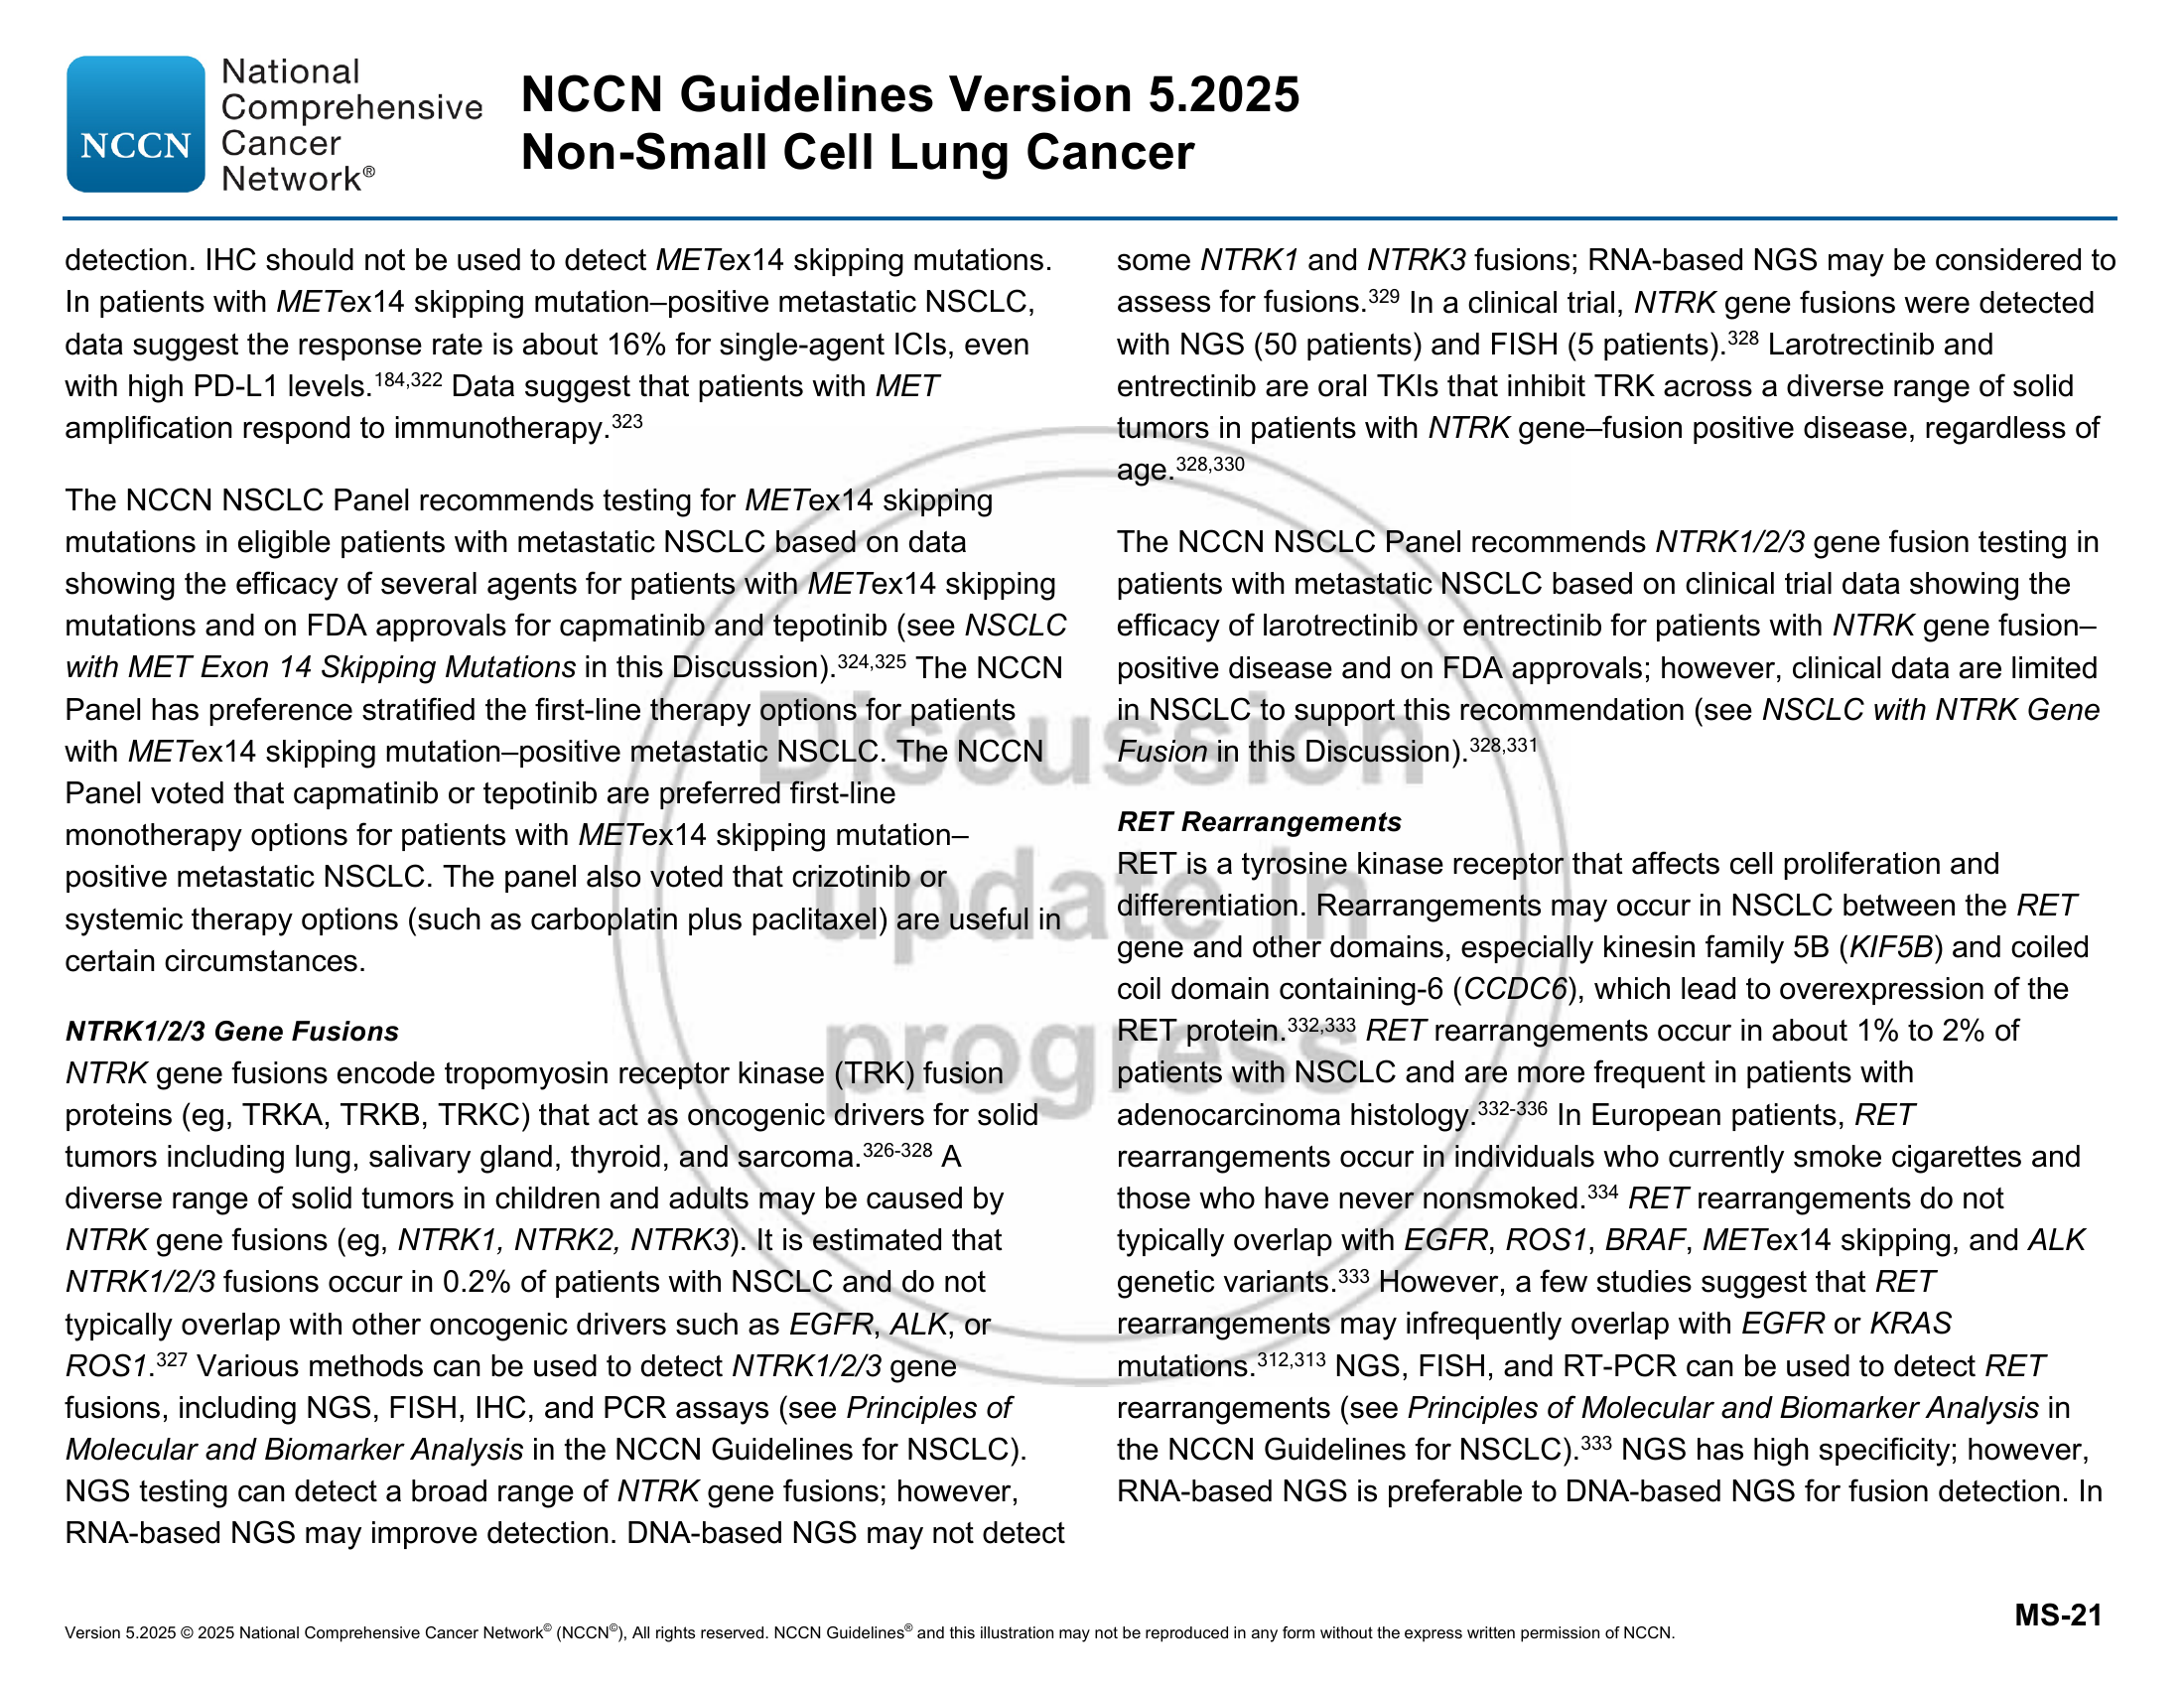 NCCN
National
Comprehensive
Cancer
Network®
NCCN Guidelines Version 5.2025
Non-Small Cell Lung Cancer
detection. IHC should not be used to detect METex14 skipping mutations.
In patients with METex14 skipping mutation–positive metastatic NSCLC,
data suggest the response rate is about 16% for single-agent ICIs, even
with high PD-L1 levels.184,322 Data suggest that patients with MET
amplification respond to immunotherapy.323
The NCCN NSCLC Panel recommends testing for METex14 skipping
mutations in eligible patients with metastatic NSCLC based on data
showing the efficacy of several agents for patients with METex14 skipping
mutations and on FDA approvals for capmatinib and tepotinib (see NSCLC
with MET Exon 14 Skipping Mutations in this Discussion).324,325 The NCCN
Panel has preference stratified the first-line therapy options for patients
with METex14 skipping mutation–positive metastatic NSCLC. The NCCN
Panel voted that capmatinib or tepotinib are preferred first-line
monotherapy options for patients with METex14 skipping mutation–
positive metastatic NSCLC. The panel also voted that crizotinib or
systemic therapy options (such as carboplatin plus paclitaxel) are useful in
certain circumstances.
NTRK1/2/3 Gene Fusions
NTRK gene fusions encode tropomyosin receptor kinase (TRK) fusion
proteins (eg, TRKA, TRKB, TRKC) that act as oncogenic drivers for solid
tumors including lung, salivary gland, thyroid, and sarcoma.326-328 A
diverse range of solid tumors in children and adults may be caused by
NTRK gene fusions (eg, NTRK1, NTRK2, NTRK3). It is estimated that
NTRK1/2/3 fusions occur in 0.2% of patients with NSCLC and do not
typically overlap with other oncogenic drivers such as EGFR, ALK, or
ROS1.327 Various methods can be used to detect NTRK1/2/3 gene
fusions, including NGS, FISH, IHC, and PCR assays (see Principles of
Molecular and Biomarker Analysis in the NCCN Guidelines for NSCLC).
NGS testing can detect a broad range of NTRK gene fusions; however,
RNA-based NGS may improve detection. DNA-based NGS may not detect
some NTRK1 and NTRK3 fusions; RNA-based NGS may be considered to
assess for fusions.329 In a clinical trial, NTRK gene fusions were detected
with NGS (50 patients) and FISH (5 patients).328 Larotrectinib and
entrectinib are oral TKIs that inhibit TRK across a diverse range of solid
tumors in patients with NTRK gene–fusion positive disease, regardless of
age.328,330
The NCCN NSCLC Panel recommends NTRK1/2/3 gene fusion testing in
patients with metastatic NSCLC based on clinical trial data showing the
efficacy of larotrectinib or entrectinib for patients with NTRK gene fusion–
positive disease and on FDA approvals; however, clinical data are limited
in NSCLC to support this recommendation (see NSCLC with NTRK Gene
Fusion in this Discussion).328,331
RET Rearrangements
RET is a tyrosine kinase receptor that affects cell proliferation and
differentiation. Rearrangements may occur in NSCLC between the RET
gene and other domains, especially kinesin family 5B (KIF5B) and coiled
coil domain containing-6 (CCDC6), which lead to overexpression of the
RET protein.332,333 RET rearrangements occur in about 1% to 2% of
patients with NSCLC and are more frequent in patients with
adenocarcinoma histology.332-336 In European patients, RET
rearrangements occur in individuals who currently smoke cigarettes and
those who have never nonsmoked.334 RET rearrangements do not
typically overlap with EGFR, ROS1, BRAF, METex14 skipping, and ALK
genetic variants.333 However, a few studies suggest that RET
rearrangements may infrequently overlap with EGFR or KRAS
mutations.312,313 NGS, FISH, and RT-PCR can be used to detect RET
rearrangements (see Principles of Molecular and Biomarker Analysis in
the NCCN Guidelines for NSCLC).333 NGS has high specificity; however,
RNA-based NGS is preferable to DNA-based NGS for fusion detection. In
Discussion
update in
progress
MS-21
Version 5.2025 © 2025 National Comprehensive Cancer Network© (NCCN©), All rights reserved. NCCN Guidelines® and this illustration may not be reproduced in any form without the express written permission of NCCN.